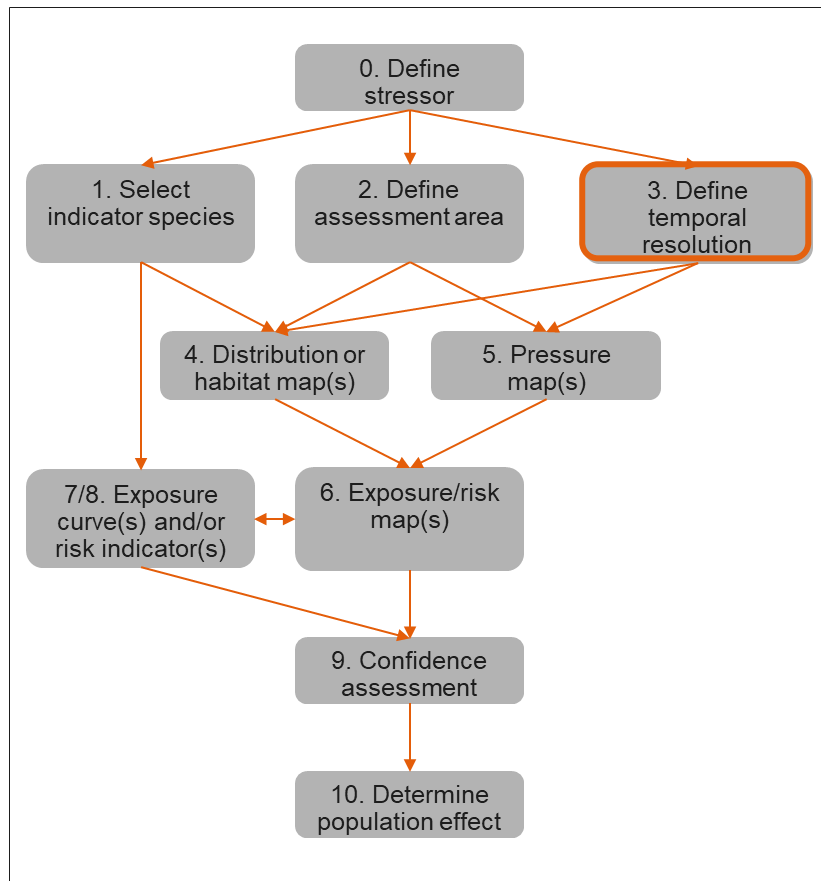 0. Define
stressor
1. Select
indicator species
2. Define
assessment area
3. Define
temporal
resolution
4. Distribution or
habitat map(s)
5. Pressure
map(s)
7/8. Exposure
curve(s) and/or
risk indicator(s)
6. Exposure/risk
map(s)
9. Confidence
assessment
10. Determine
population effect